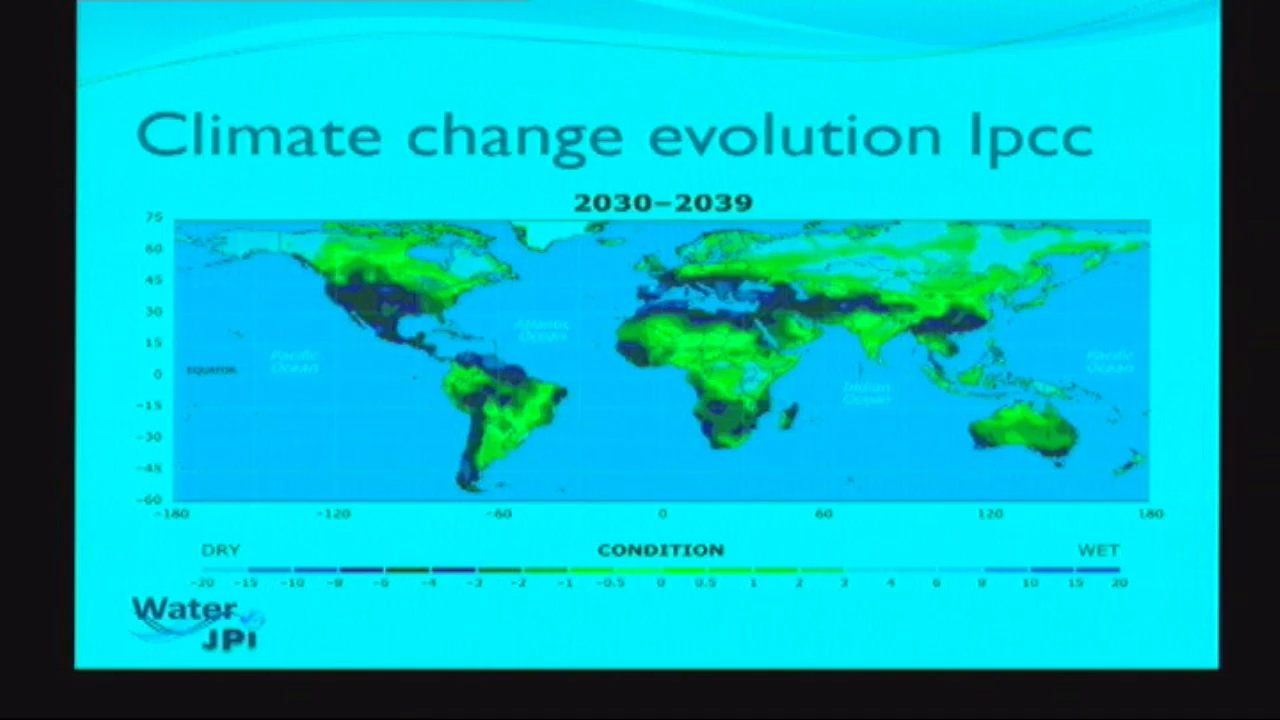 Climate change evolution Ipcc
2030–2039
75
60
45
30
15
0
-15
-30
-45
-60
EQUATOR
Pacific
Ocean
Atlantic
Ocean
Indian
Ocean
Pacific
Ocean
-180 -120 -60 0 60 120 180
DRY CONDITION WET
-20 -15 -10 -8 -6 -4 -3 -2 -1 -0.5 0 0.5 1 2 3 4 6 8 10 15 20
Water
JPI